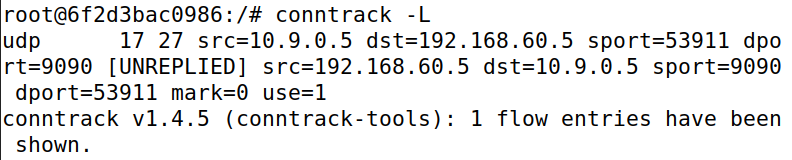 root@6f2d3bac0986:/# conntrack -L
udp      17 27 src=10.9.0.5 dst=192.168.60.5 sport=53911 dpo
rt=9090 [UNREPLIED] src=192.168.60.5 dst=10.9.0.5 sport=9090
 dport=53911 mark=0 use=1
conntrack v1.4.5 (conntrack-tools): 1 flow entries have been
 shown.